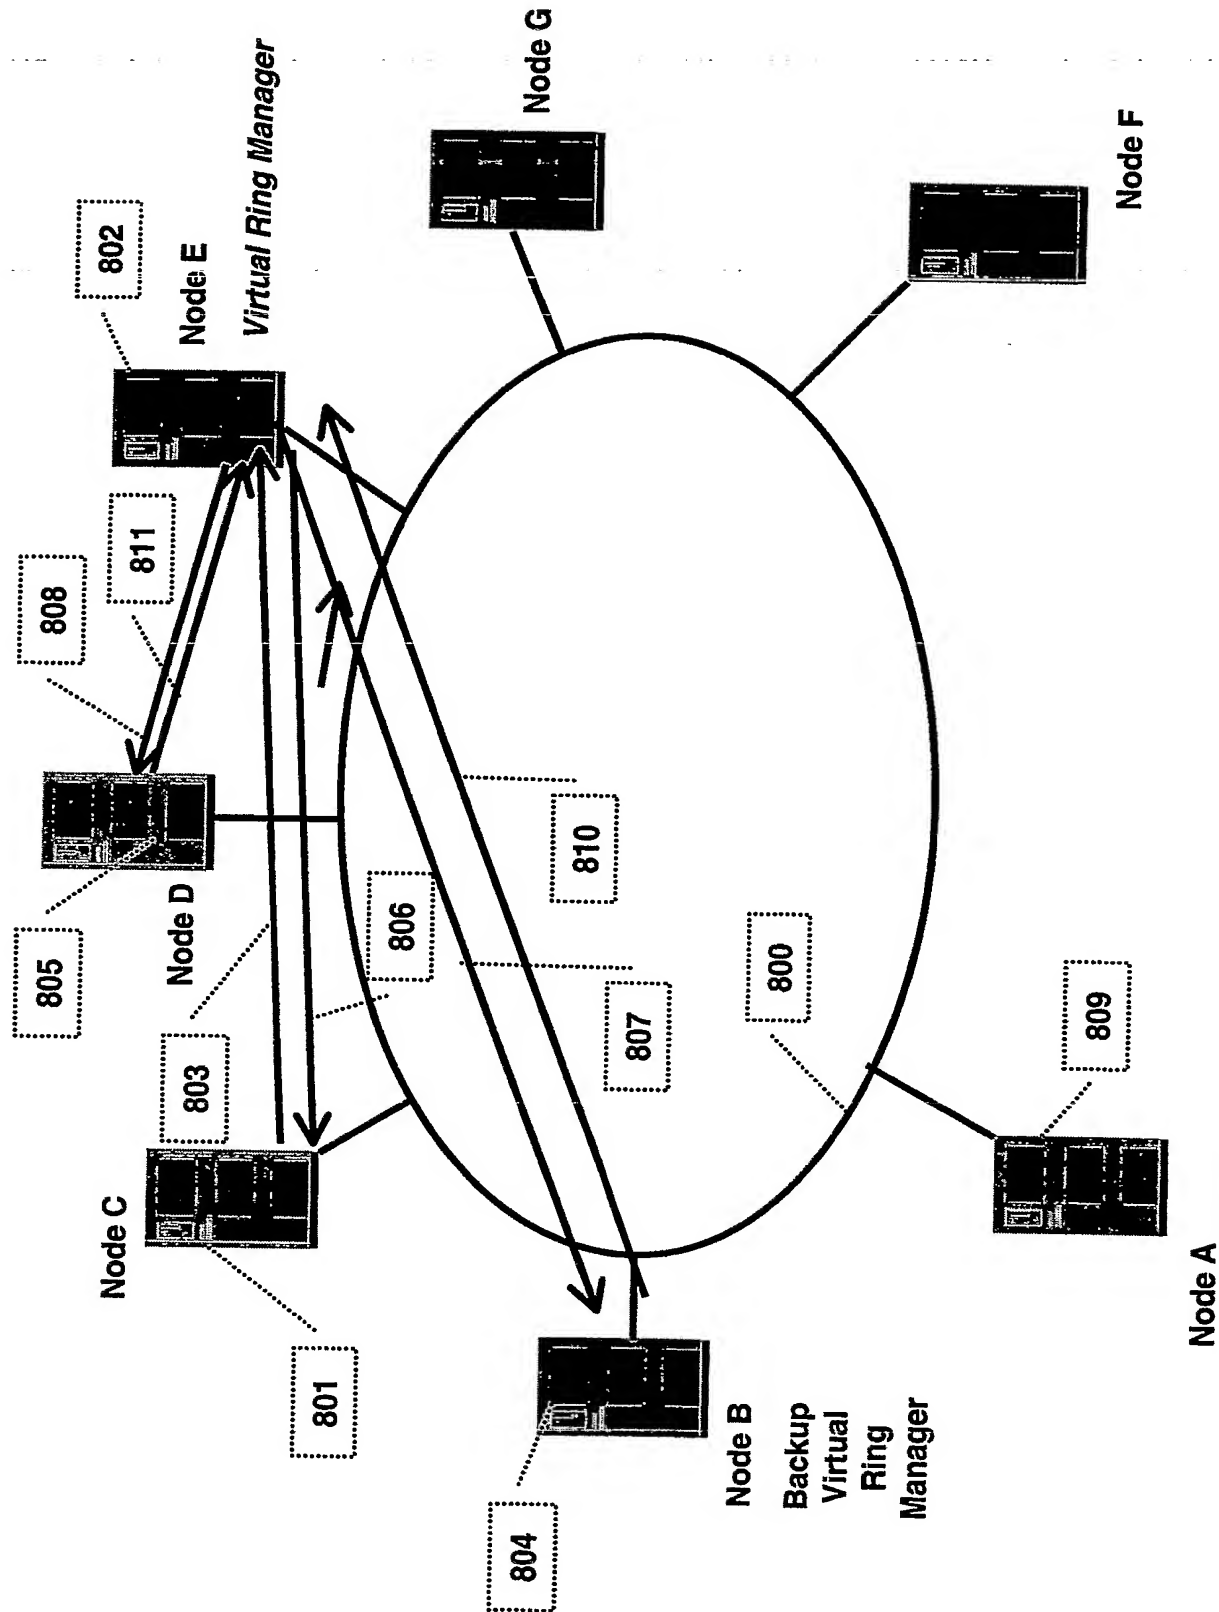 804
801
Node C
803
805
Node D
808
811
802
Node E
Virtual Ring Manager
Node G
Node F
806
807
810
800
809
Node A
Node B
Backup
Virtual
Ring
Manager